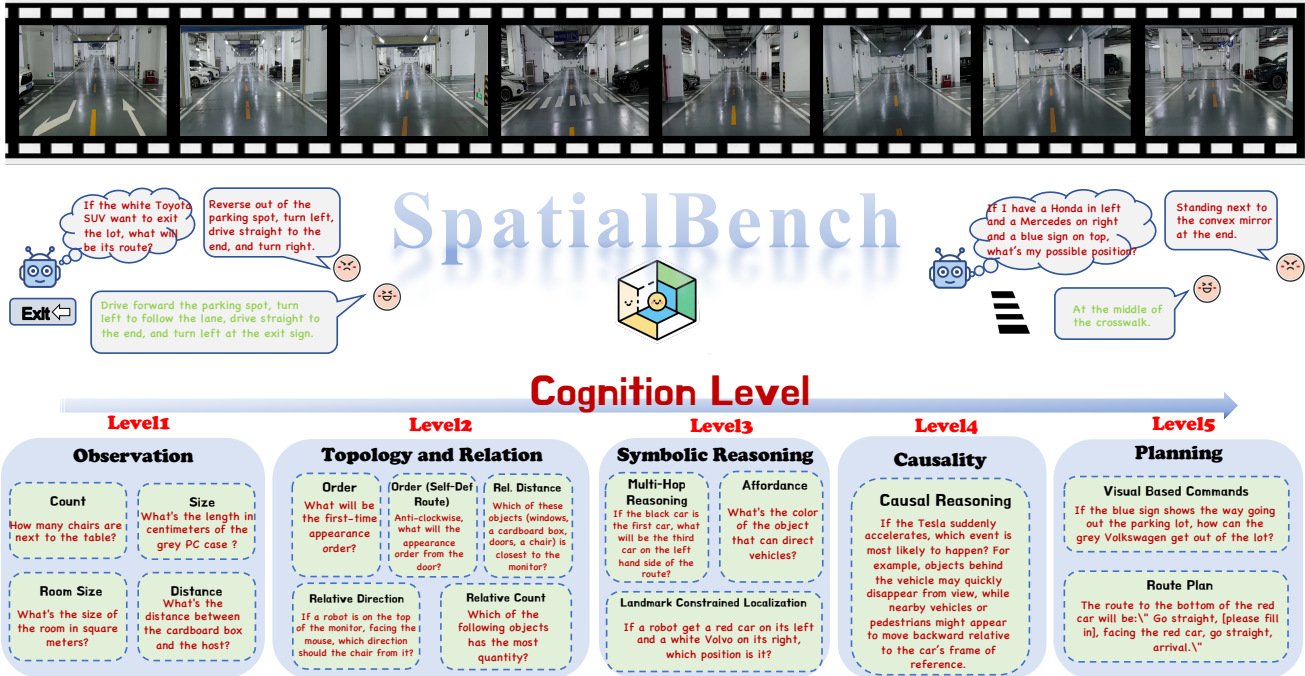 If the white Toyota
SUV want to exit
the lot, what will
be its route?
Reverse out of the
parking spot, turn left,
drive straight to the
end, and turn right.
Exit
Drive forward the parking spot, turn
left to follow the lane, drive straight to
the end, and turn left at the exit sign.
SpatialBench
If I have a Honda in left
and a Mercedes on right
and a blue sign on top,
what's my possible position?
Standing next to
the convex mirror
at the end.
At the middle of
the crosswalk.
Cognition Level
Level1
Observation
Count
How many chairs are
next to the table?
Size
What's the length in
centimeters of the
grey PC case ?
Room Size
What's the size of
the room in square
meters?
Distance
What's the
distance between
the cardboard box
and the host?
Level2
Topology and Relation
Order
What will be
the first-time
appearance
order?
Order (Self-Def
Route)
Anti-clockwise,
what will the
appearance
order from the
door?
Rel. Distance
Which of these
objects (windows,
a cardboard box,
doors, a chair) is
closest to the
monitor?
Relative Direction
If a robot is on the top
of the monitor, facing the
mouse, which direction
should the chair from it?
Relative Count
Which of the
following objects
has the most
quantity?
Level3
Symbolic Reasoning
Multi-Hop
Reasoning
If the black car is
the first car, what
will be the third
car on the left
hand side of the
route?
Affordance
What's the color
of the object
that can direct
vehicles?
Landmark Constrained Localization
If a robot get a red car on its left
and a white Volvo on its right,
which position is it?
Level4
Causality
Causal Reasoning
If the Tesla suddenly
accelerates, which event is
most likely to happen? For
example, objects behind
the vehicle may quickly
disappear from view, while
nearby vehicles or
pedestrians might appear
to move backward relative
to the car's frame of
reference.
Level5
Planning
Visual Based Commands
If the blue sign shows the way going
out the parking lot, how can the
grey Volkswagen get out of the lot?
Route Plan
The route to the bottom of the red
car will be:\" Go straight, [please fill
in], facing the red car, go straight,
arrival.\"